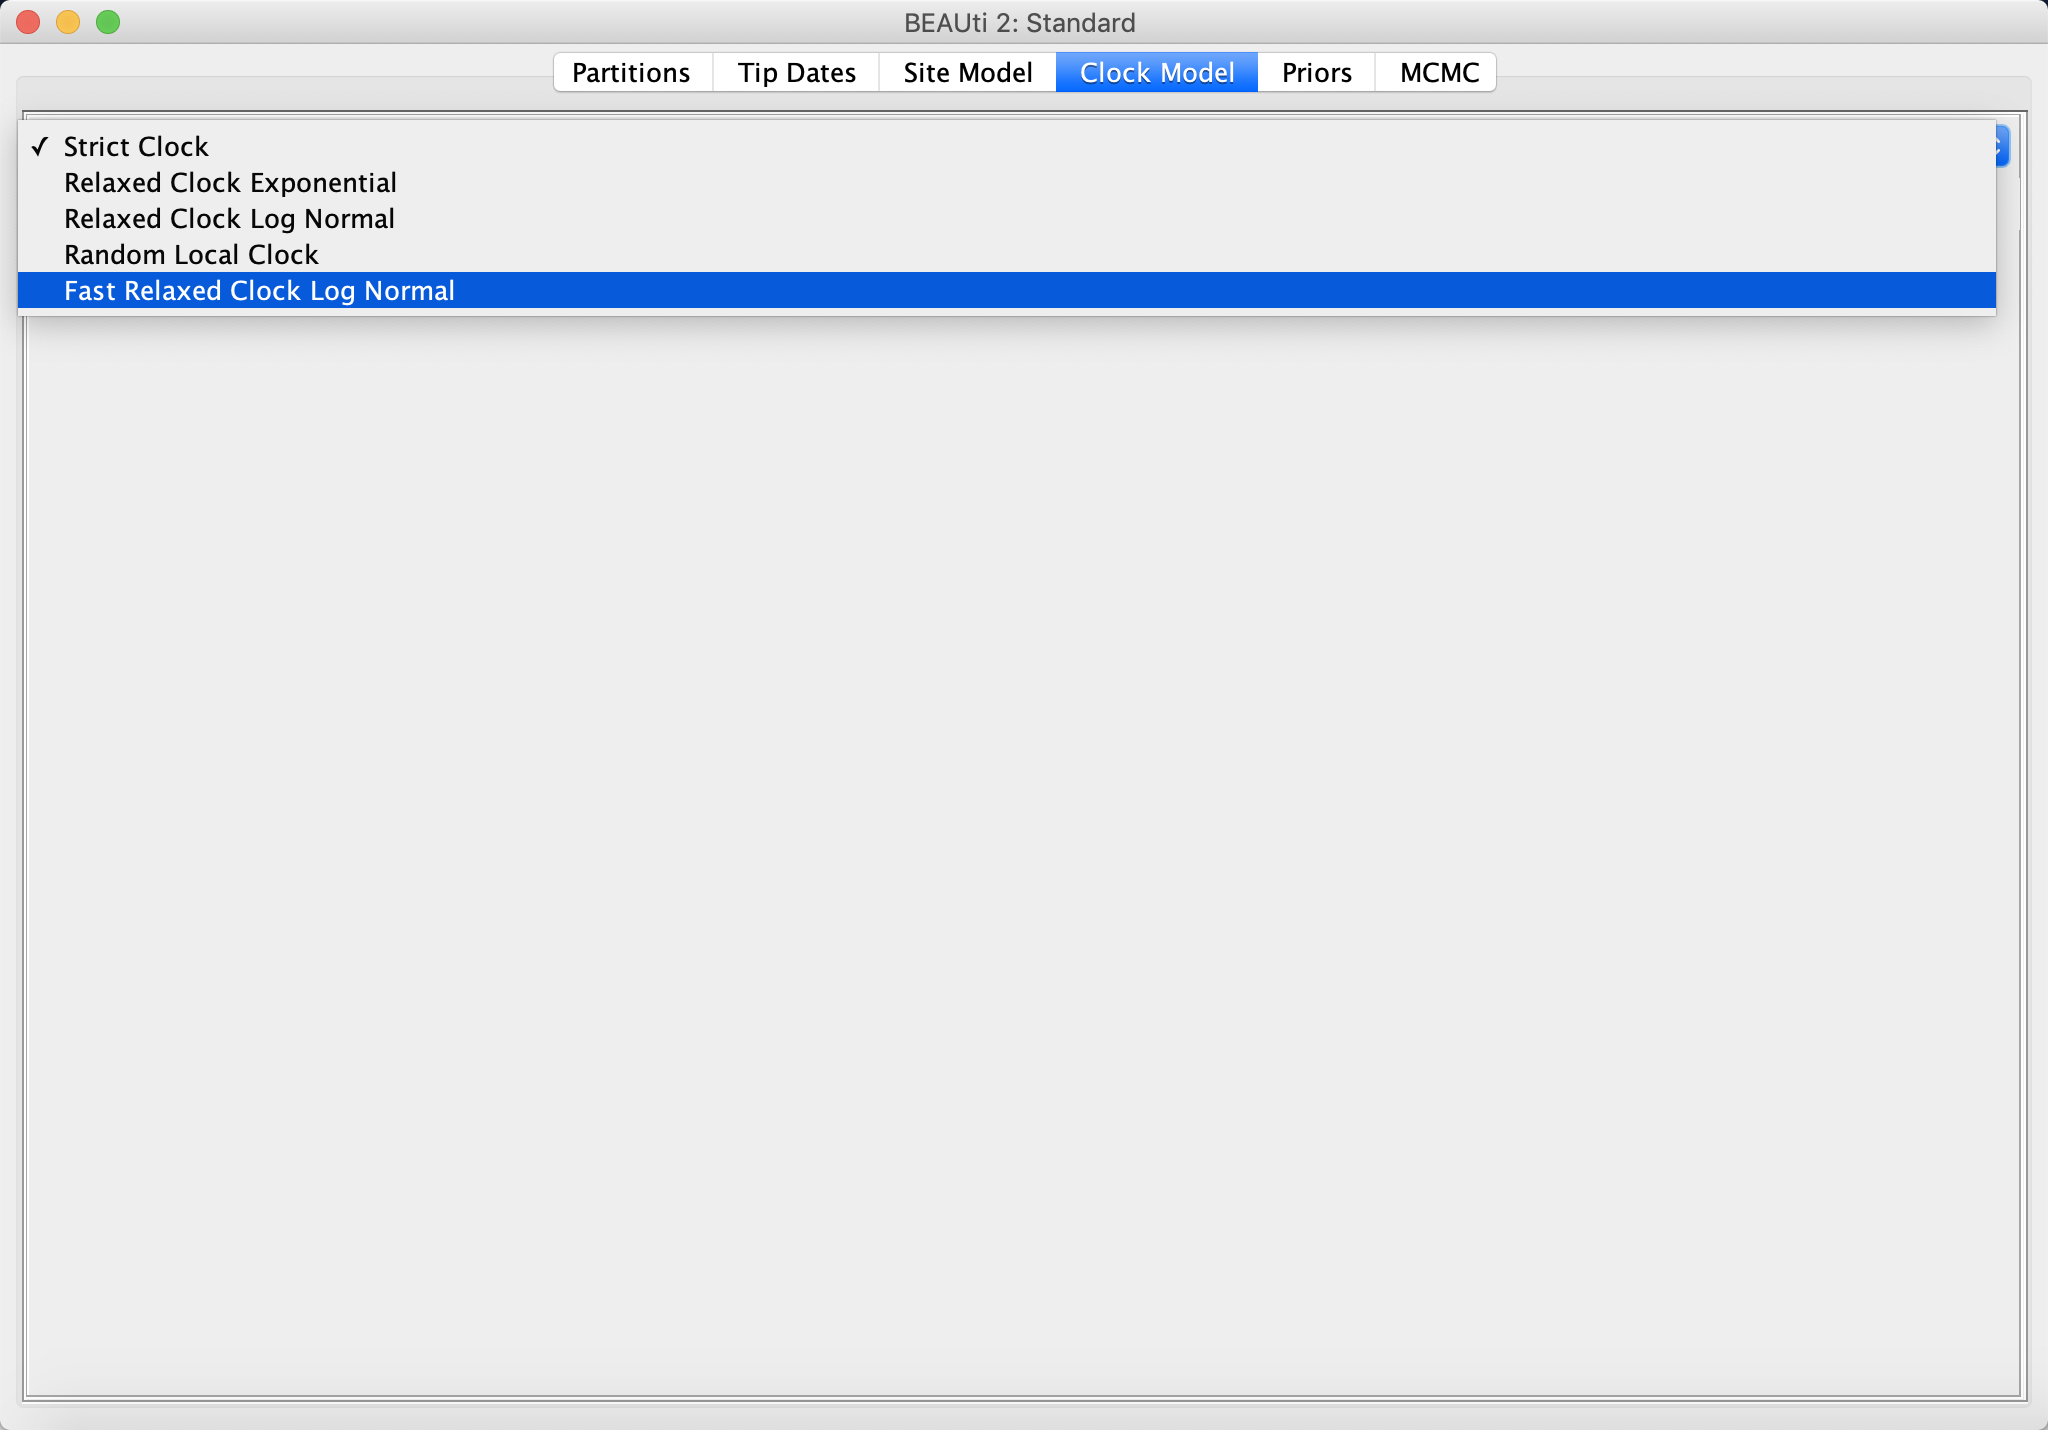 BEAUti 2: Standard
Partitions Tip Dates Site Model Clock Model Priors MCMC
✓ Strict Clock
Relaxed Clock Exponential
Relaxed Clock Log Normal
Random Local Clock
Fast Relaxed Clock Log Normal